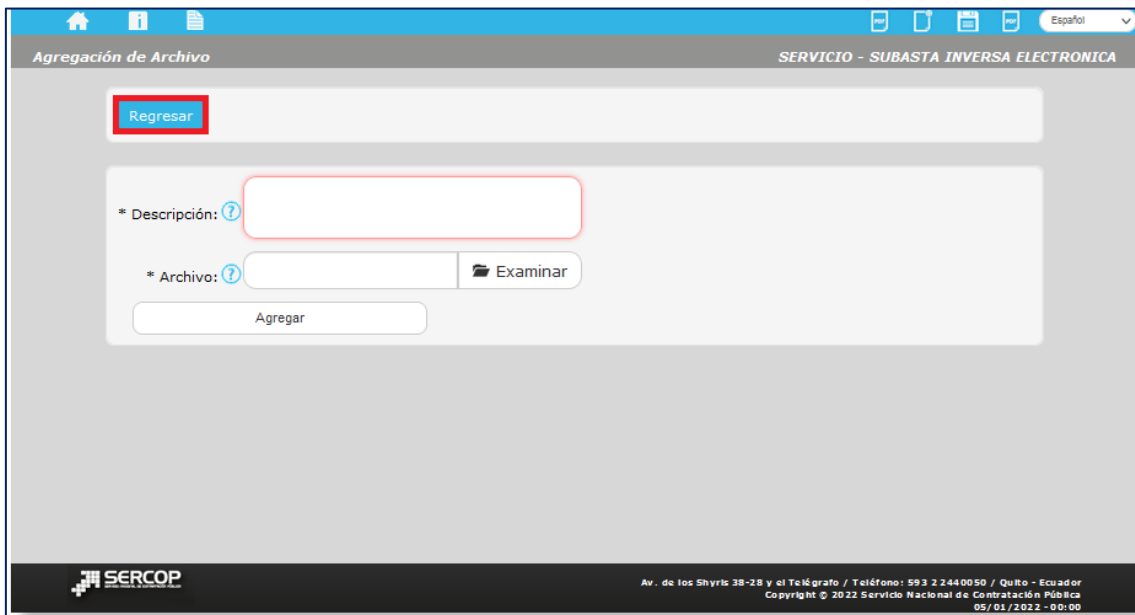 Español
Agregación de Archivo
SERVICIO - SUBASTA INVERSA ELECTRONICA
Regresar
* Descripción: ?
* Archivo: ?
Examinar
Agregar
SERCOP
Av. de los Shyris 38-28 y el Telégrafo / Teléfono: 593 2 2440050 / Quito - Ecuador
Copyright © 2022 Servicio Nacional de Contratación Pública
05/01/2022 - 00:00